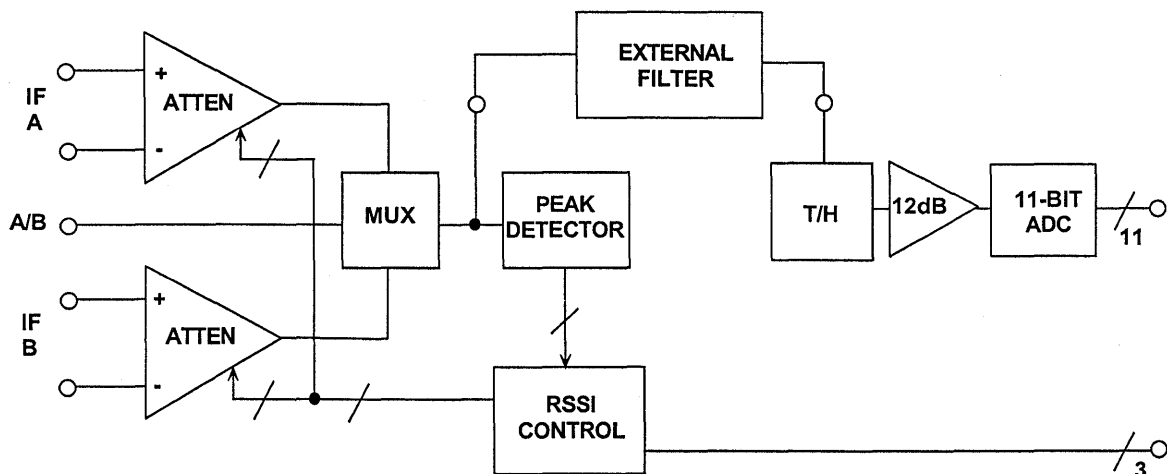 EXTERNAL
FILTER
+
ATTEN
-
IF
A
A/B
MUX
PEAK
DETECTOR
T/H
12dB
11-BIT
ADC
11
+
ATTEN
-
IF
B
RSSI
CONTROL
3